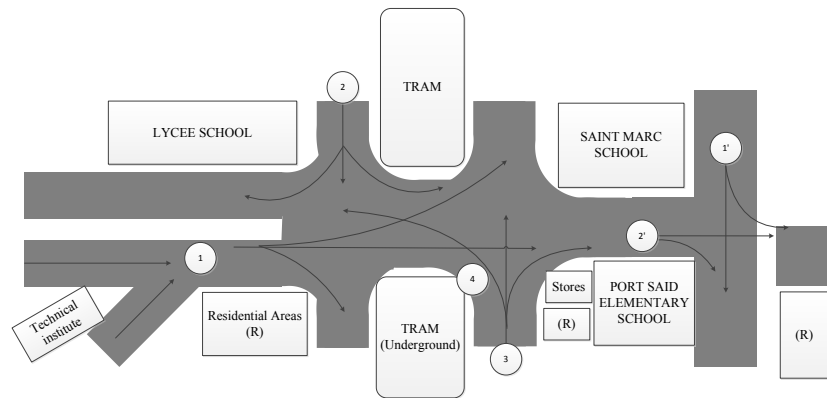 2
TRAM
LYCEE SCHOOL
SAINT MARC
SCHOOL
1'
2'
1
4
Technical
institute
Residential Areas
(R)
TRAM
(Underground)
Stores
(R)
PORT SAID
ELEMENTARY
SCHOOL
(R)
3